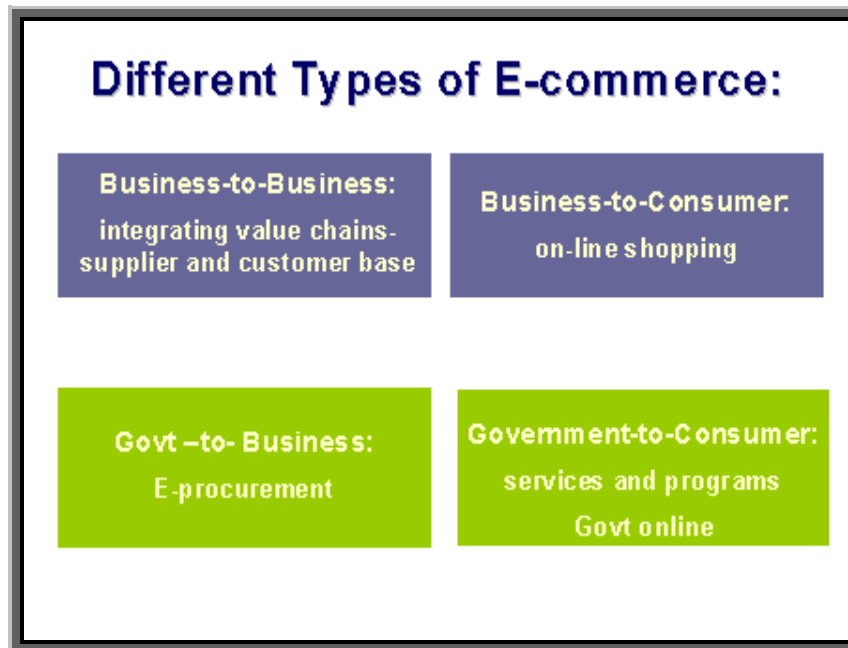 Different Types of E-commerce:
Business-to-Business:
integrating value chains-
supplier and customer base
Business-to-Consumer:
on-line shopping
Govt –to- Business:
E-procurement
Government-to-Consumer:
services and programs
Govt online